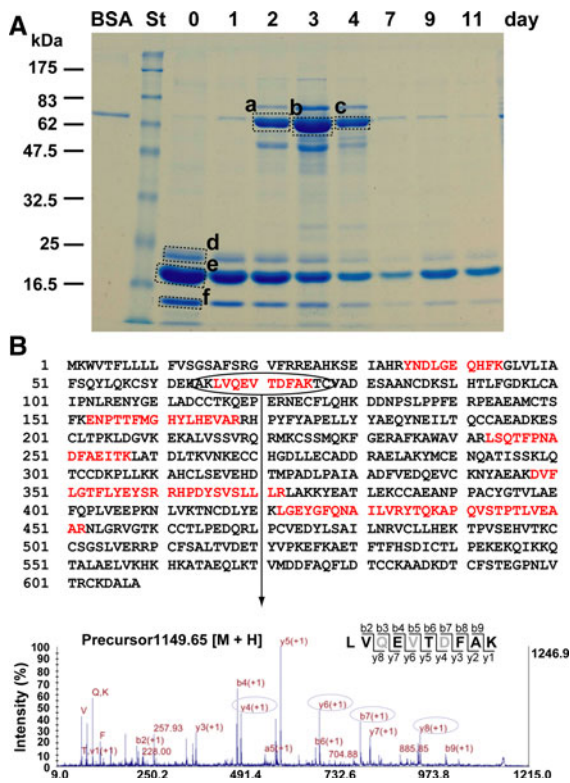 A
BSA St 0 1 2 3 4 7 9 11 day
kDa
175
83
62
47.5
32.5
25
16.5
a b c
d
e
f
B
1 MKWVTFLLLL FVSGSAFSRG VFRREAHKSE IAHRYNDLGE QHFKGLVLIA
51 FSQYLQKCSY DEHAKLVQEV TDFAKTCVAD ESAANCDKSL HTLFGDKLCA
101 IPNLRENYGE LADCCTKQEP ERNECFLQHK DDNPSLPPFE RPEAEAMCTS
151 FKENPTTFMG HYLHEVARRH PYFYAPELLY YAEQYNEILT QCCAEADKES
201 CLTPKLDGVK EKALVSSVRQ RMKCSSMQKF GERAFKAWAV ARLSQTFPNA
251 DFAEITKLAT DLTKVNKECC HGDLLECADD RAELAKYMCE NQATISSKLQ
301 TCCDKPLLKK AHCLSEVEHD TMPADLPAIA ADFVEDQEVC KNYAEAKDVF
351 LGTFLYEYSR RHPDYSVSLL LRLAKKYEAT LEKCCAEANP PACYGTVLAE
401 FQPLVEEPKN LVKTNCDLYE KLGEYGFQNA ILVRYTQKAP QVSTPTLVEA
451 ARNLGRVGTK CCTLPEDQRL PCVEDYLSAI LNRVCLLHEK TPVSEHVTKC
501 CSGSLVERRP CFSALTVDET YVPKEFKAET FTFHSDICTL PEKEKQIKKQ
551 TALAELVKHK HKATAEQLKT VMDDFAQFLD TCCKAADKDT CFSTEGPNLV
601 TRCKDALA
Precursor1149.65 [M + H]
b2 b3 b4 b5 b6 b7 b8 b9
L V Q E V T D F A K
y8 y7 y6 y5 y4 y3 y2 y1
1246.9
Intensity (%)
100
90
80
70
60
50
40
30
20
10
0
V
Q,K
F
T,y1(+1)
b2(+1)
228.00
257.93
y3(+1)
b4(+1)
y4(+1)
a5(+1)
y5(+1)
y6(+1)
b6(+1)
704.88
b7(+1)
y7(+1)
885.85
y8(+1)
b9(+1)
9.0 250.2 491.4 732.6 973.8 1215.0